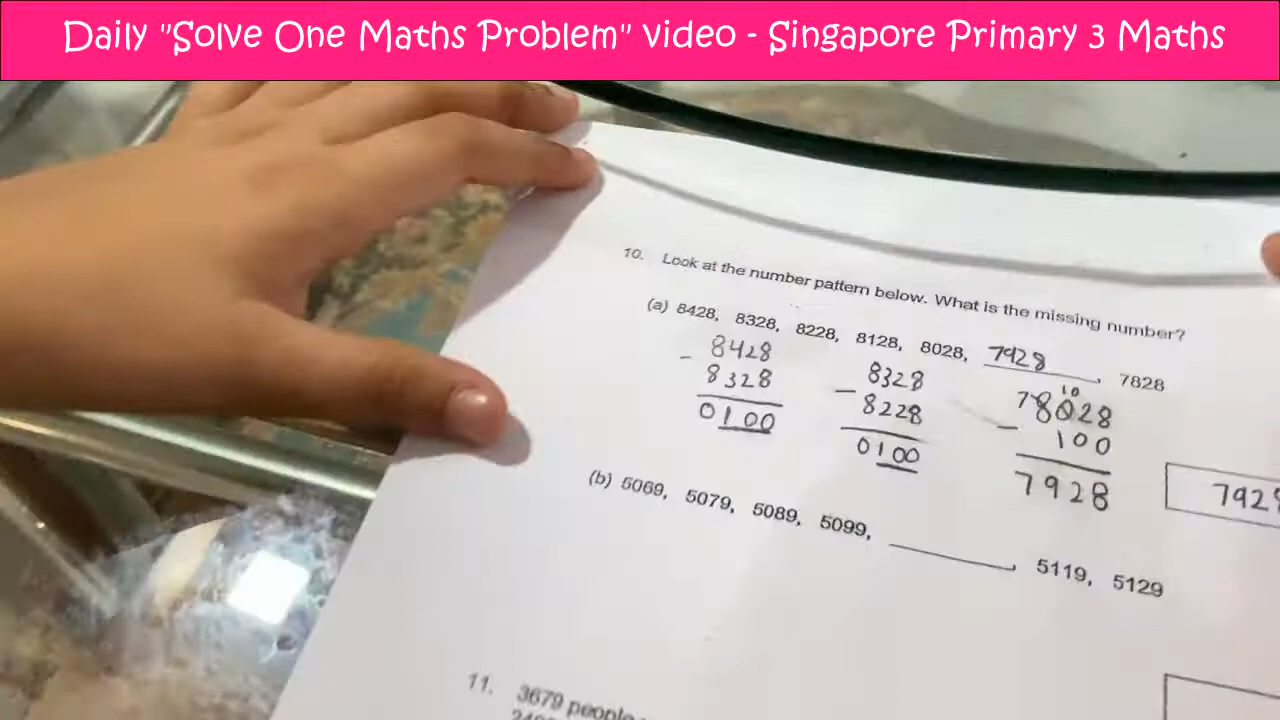 Daily "Solve One Maths Problem" video - Singapore Primary 3 Maths
10. Look at the number pattern below. What is the missing number?
(a) 8428, 8328, 8228, 8128, 8028, 7928, 7828
8428
- 8328
0100
8328
- 8228
0100
10
78028
- 100
7928
(b) 5069, 5079, 5089, 5099, ________, 5119, 5129
11. 3679 people